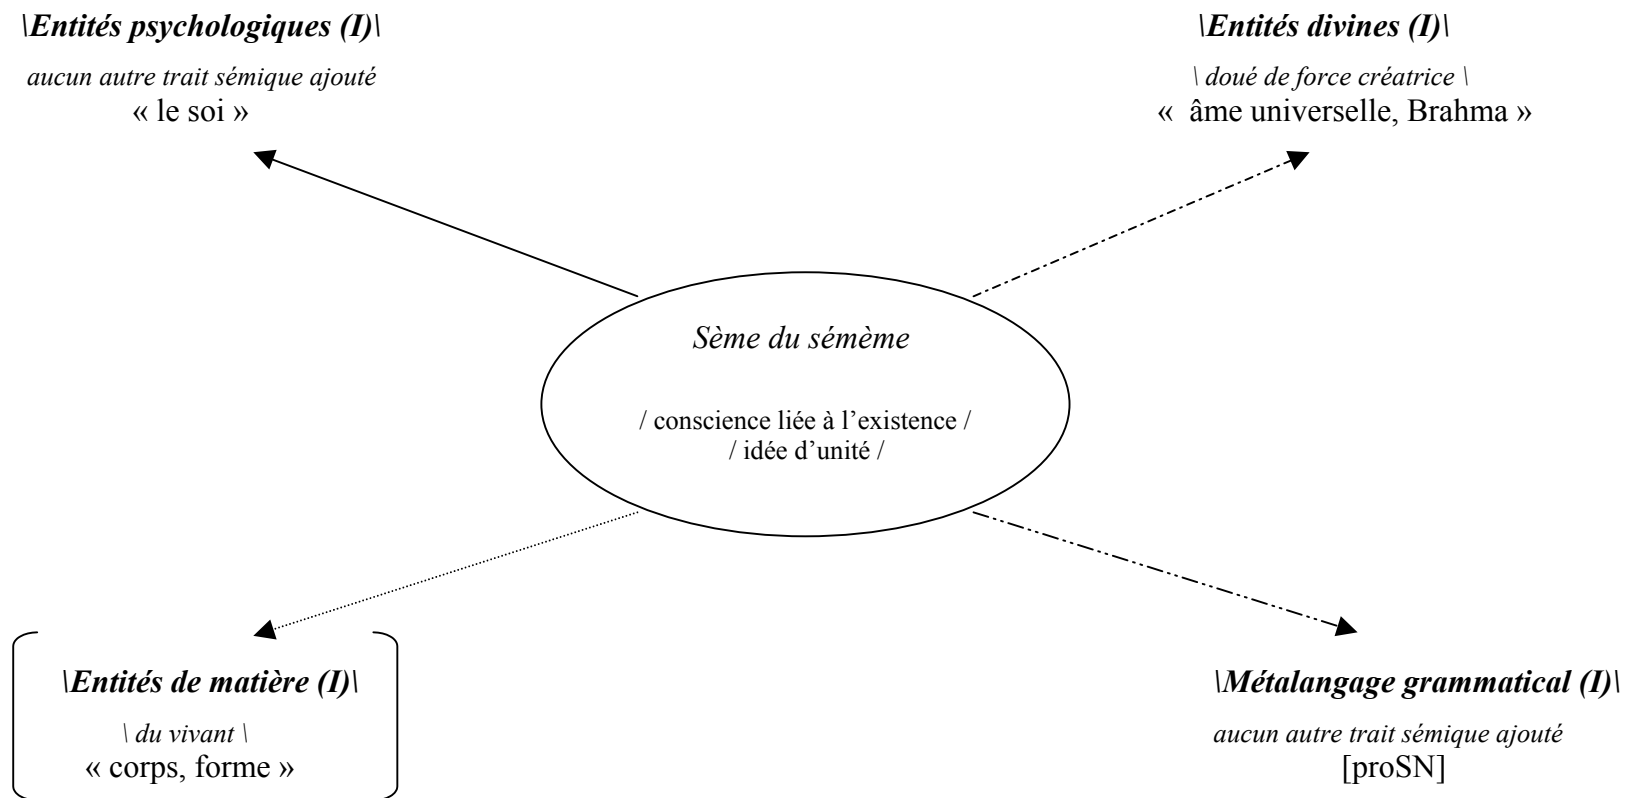 \Entités psychologiques (I)\
aucun autre trait sémique ajouté
« le soi »
\Entités divines (I)\
\ doué de force créatrice \
« âme universelle, Brahma »
Sème du sémème
/ conscience liée à l’existence /
/ idée d’unité /
\Entités de matière (I)\
\ du vivant \
« corps, forme »
\Métalangage grammatical (I)\
aucun autre trait sémique ajouté
[proSN]